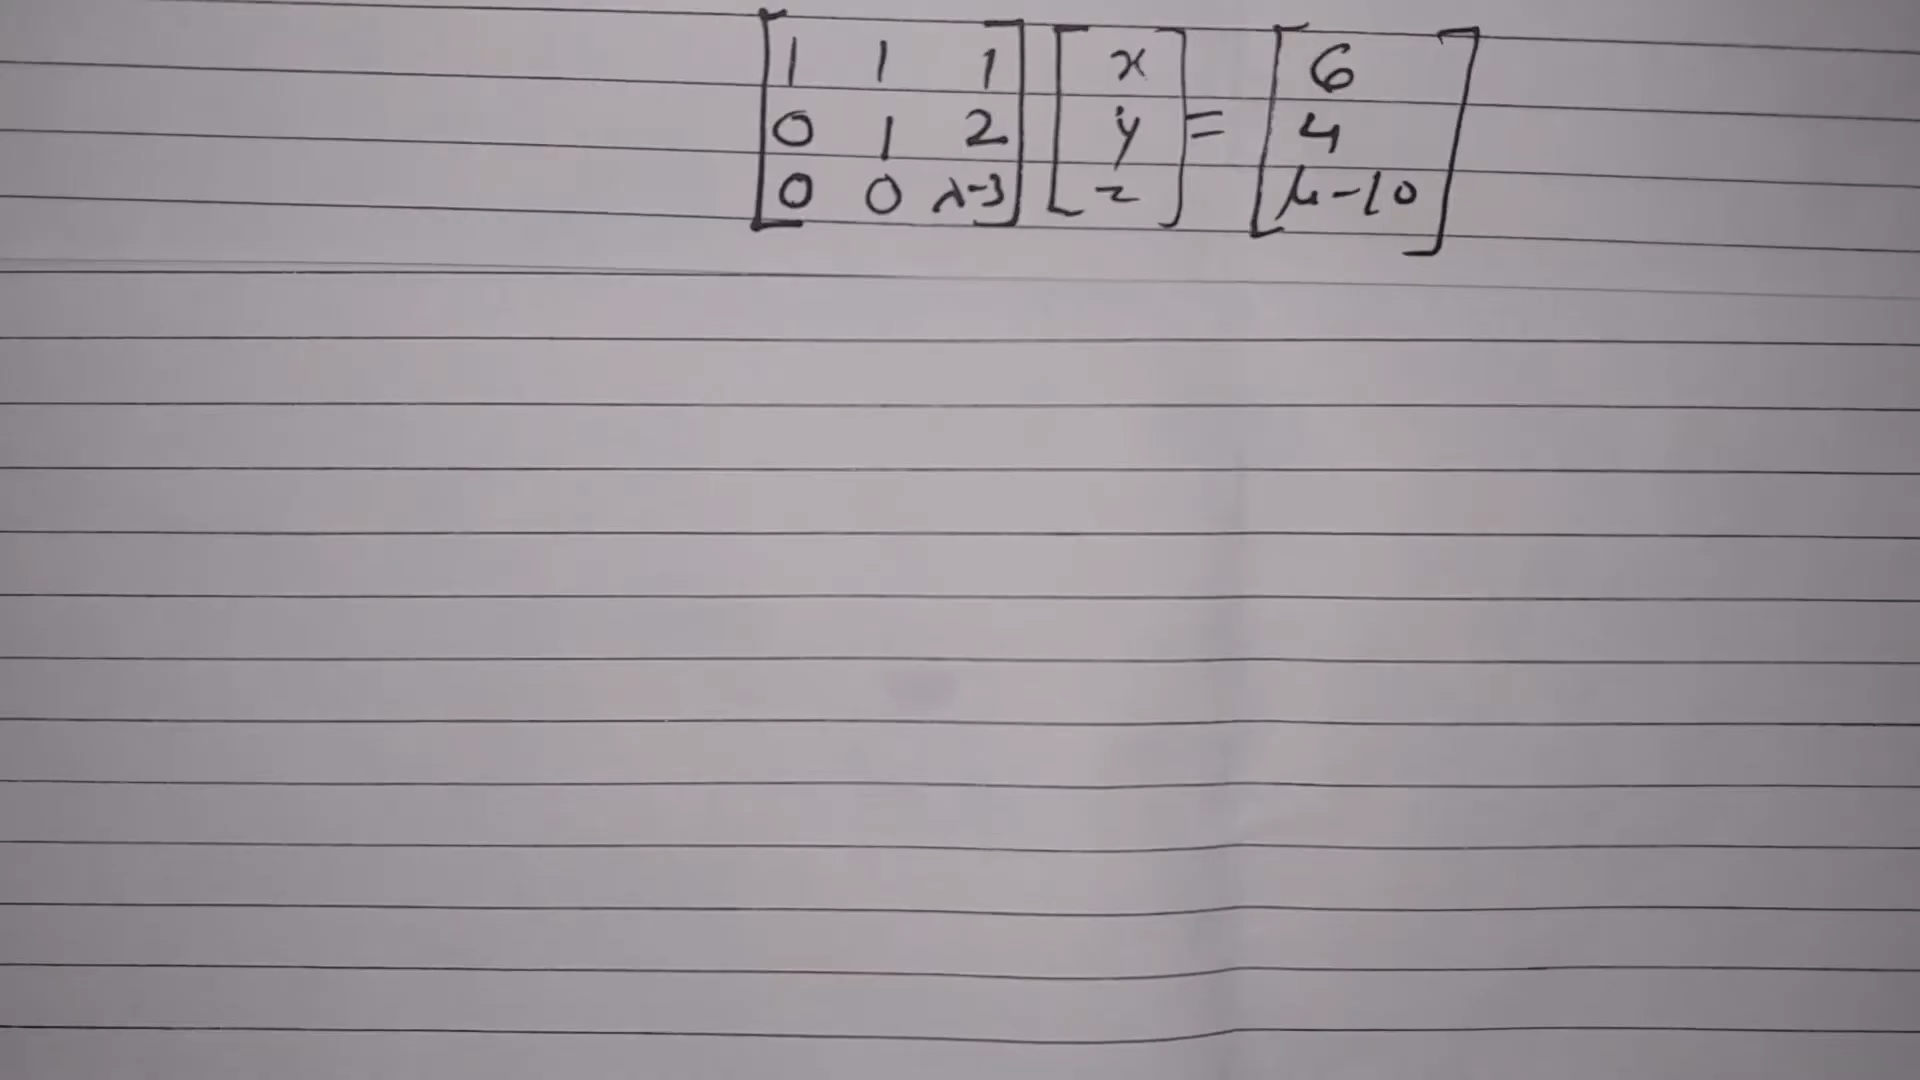 [1 1 1] [x] = [6]
[0 1 2] [y] = [4]
[0 0 λ-3] [z] = [μ-10]